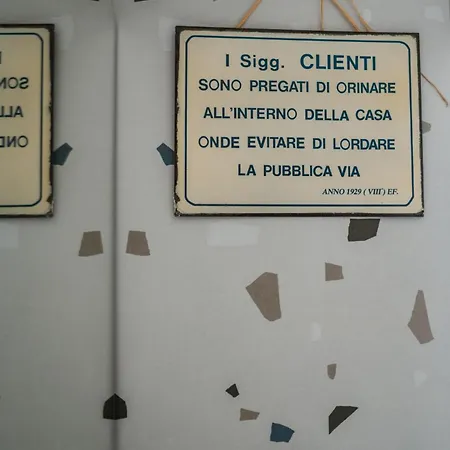 I Sigg. CLIENTI
SONO PREGATI DI ORINARE
ALL'INTERNO DELLA CASA
ONDE EVITARE DI LORDARE
LA PUBBLICA VIA
ANNO 1929 (VIII) EF.